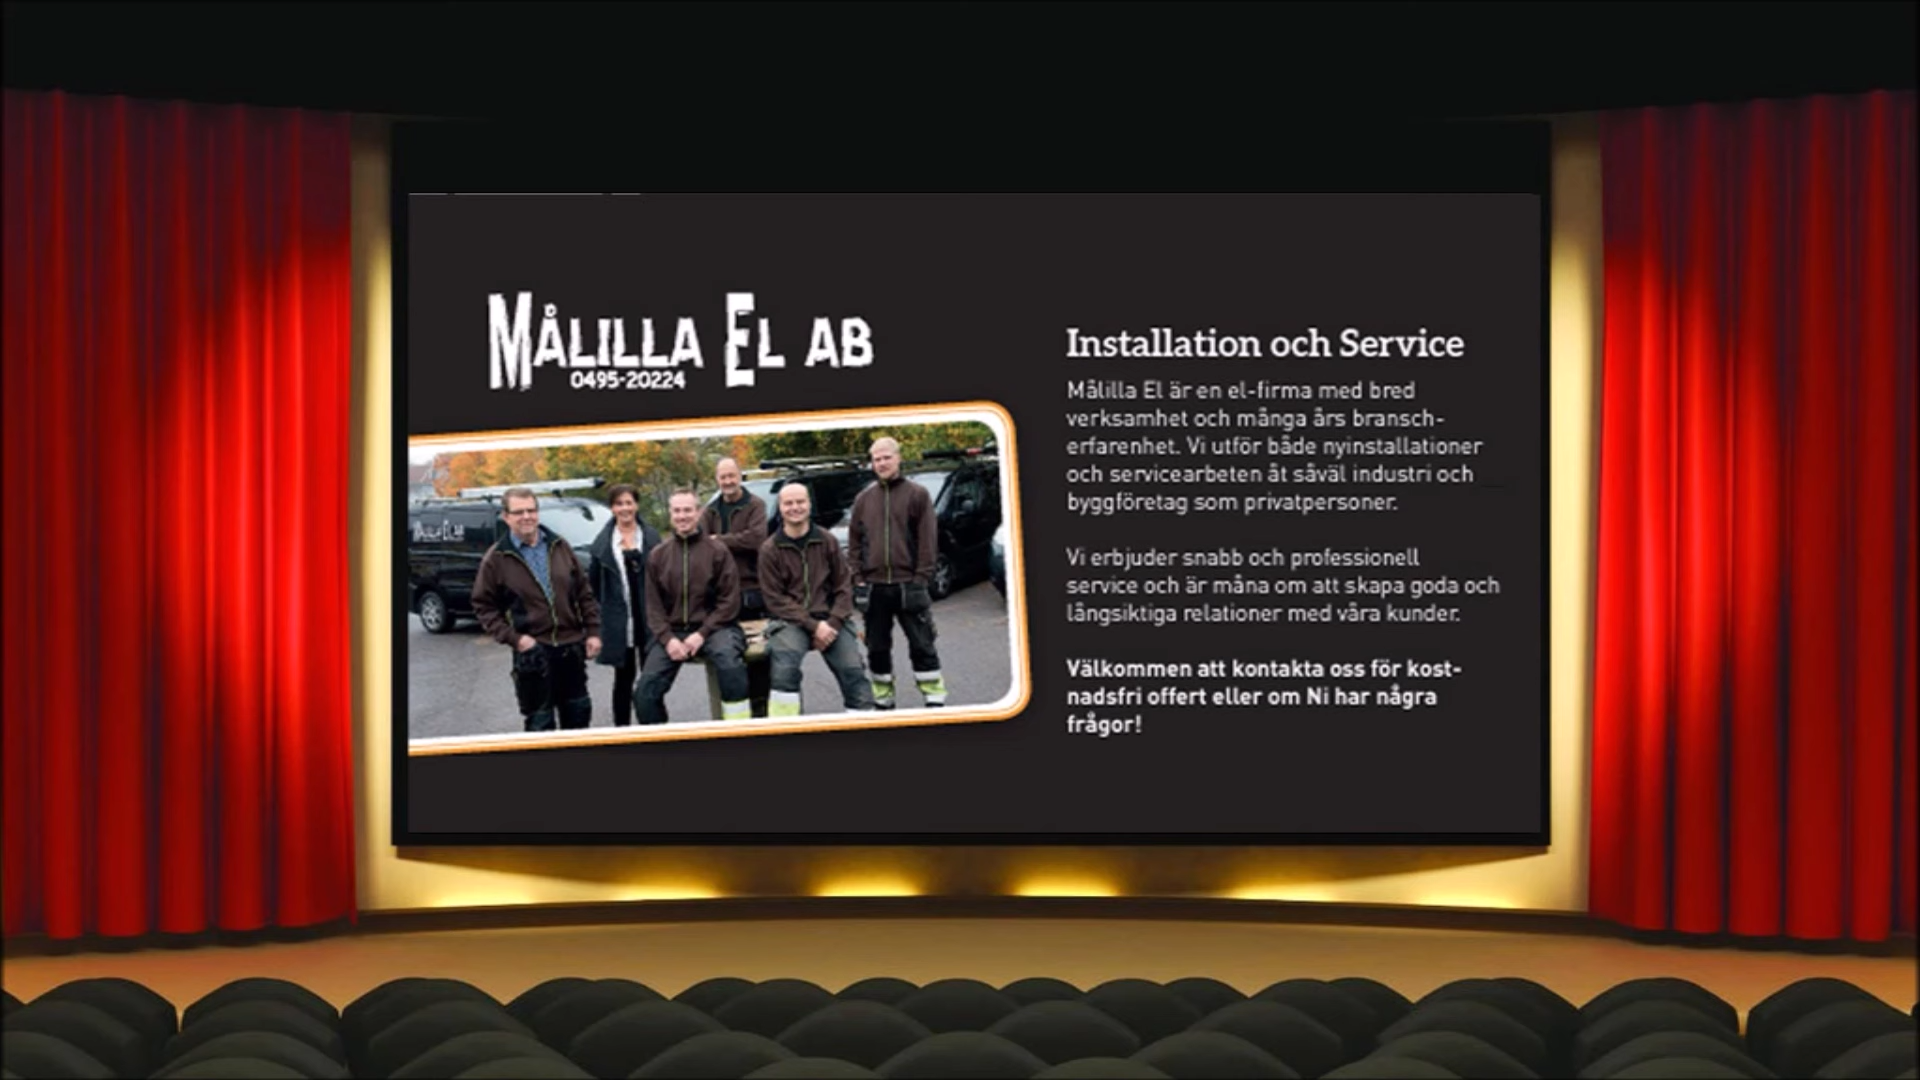 MÅLILLA EL AB
0495-20224
MÅLILLA EL AB
Installation och Service
Målilla El är en el-firma med bred
verksamhet och många års bransch-
erfarenhet. Vi utför både nyinstallationer
och servicearbeten åt såväl industri och
byggföretag som privatpersoner.
Vi erbjuder snabb och professionell
service och är måna om att skapa goda och
långsiktiga relationer med våra kunder.
Välkommen att kontakta oss för kost-
nadsfri offert eller om Ni har några
frågor!